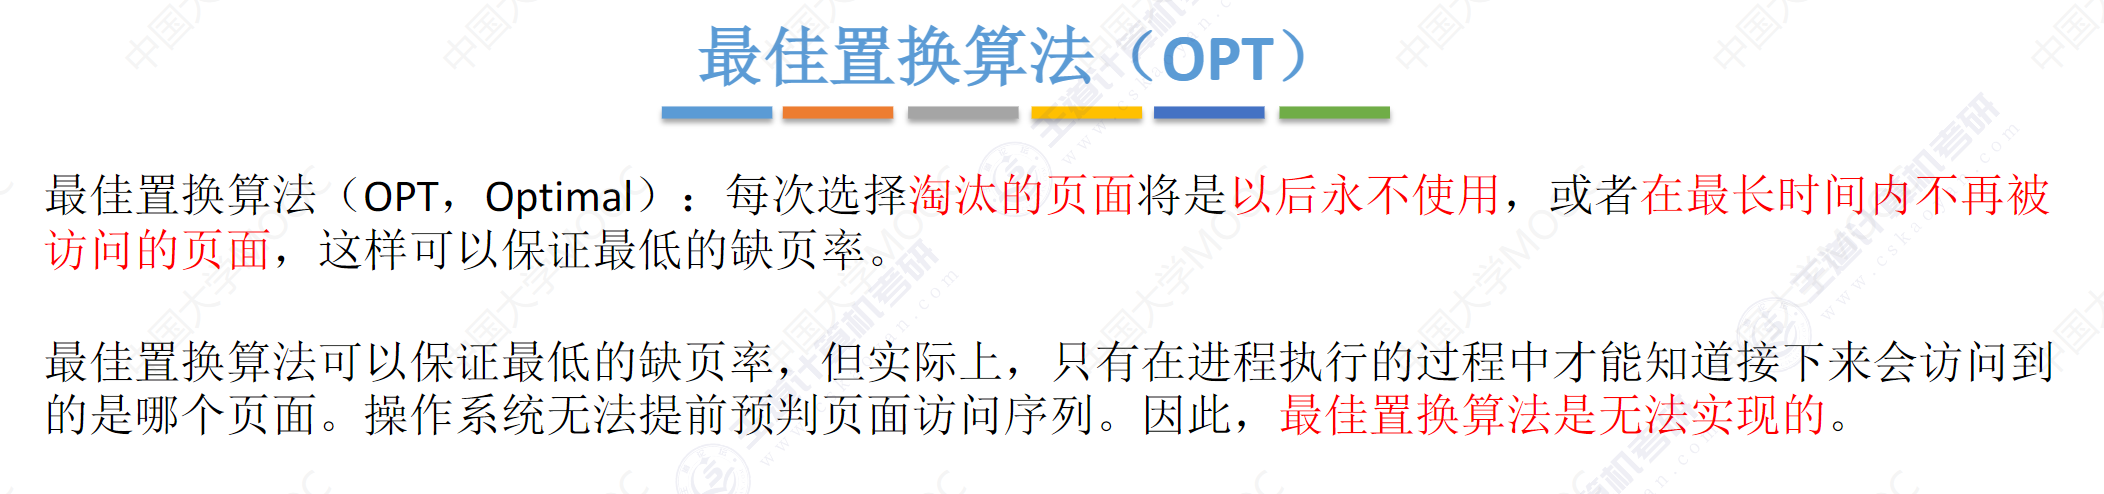 最佳置换算法（OPT）
最佳置换算法（OPT，Optimal）：每次选择淘汰的页面将是以后永不使用，或者在最长时间内不再被
访问的页面，这样可以保证最低的缺页率。
最佳置换算法可以保证最低的缺页率，但实际上，只有在进程执行的过程中才能知道接下来会访问到
的是哪个页面。操作系统无法提前预判页面访问序列。因此，最佳置换算法是无法实现的。